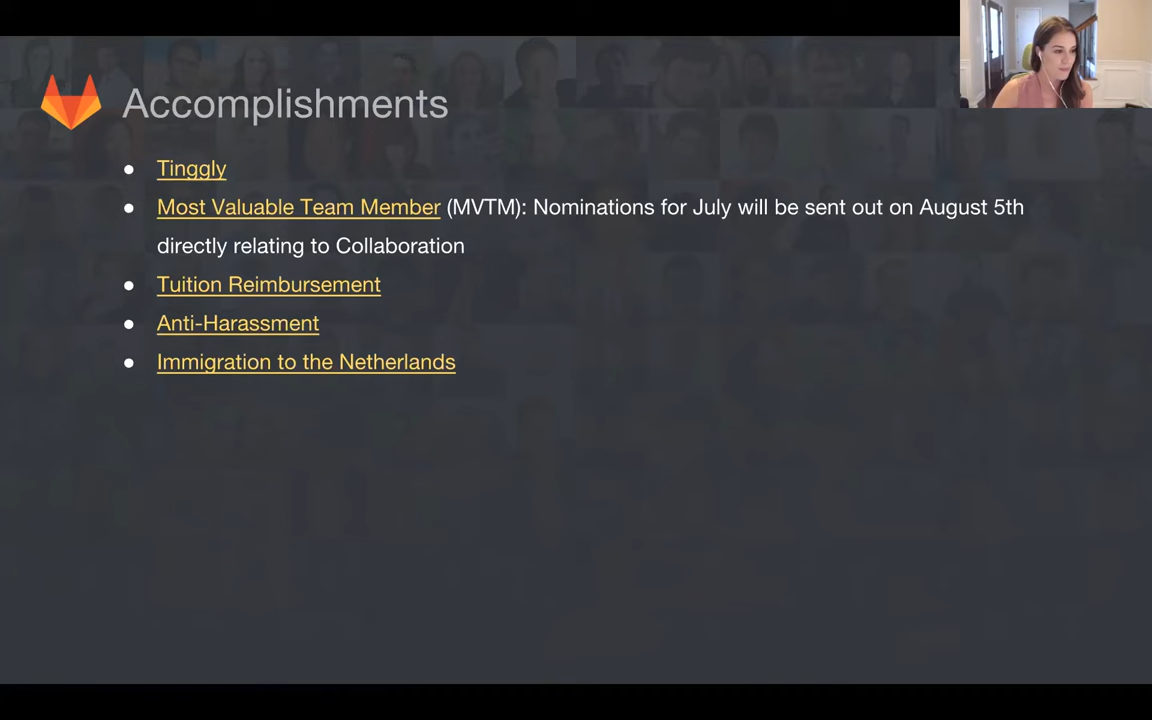 Accomplishments
● Tinggly
● Most Valuable Team Member (MVTM): Nominations for July will be sent out on August 5th
directly relating to Collaboration
● Tuition Reimbursement
● Anti-Harassment
● Immigration to the Netherlands